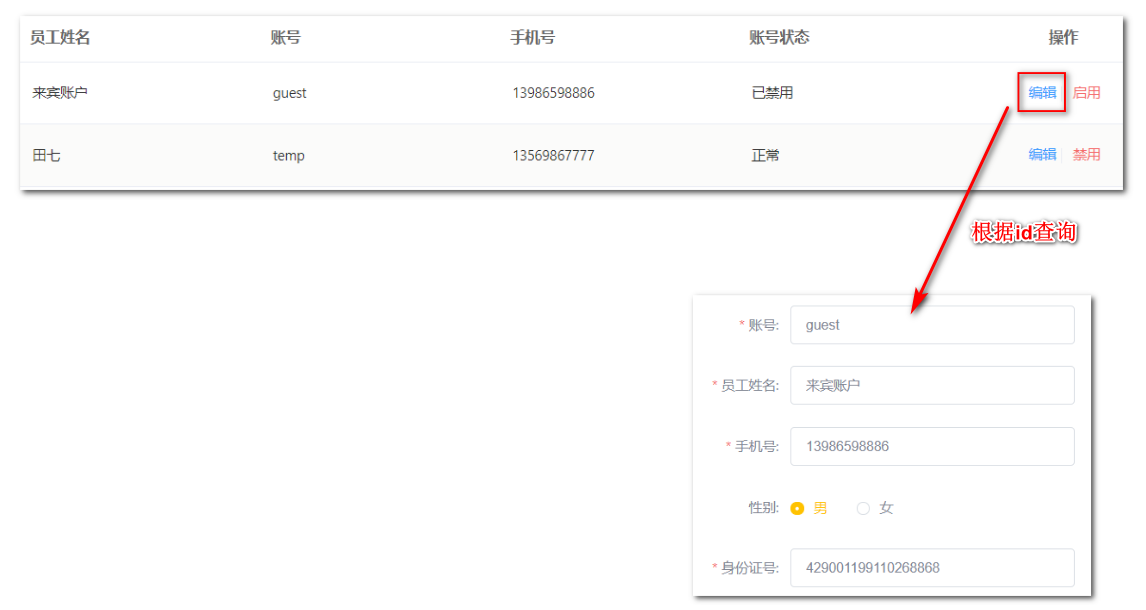 员工姓名 账号 手机号 账号状态 操作
来宾账户 guest 13986598886 已禁用 编辑 启用
田七 temp 13569867777 正常 编辑 禁用
根据id查询
* 账号: guest
* 员工姓名: 来宾账户
* 手机号: 13986598886
性别: 男 女
* 身份证号: 429001199110268868